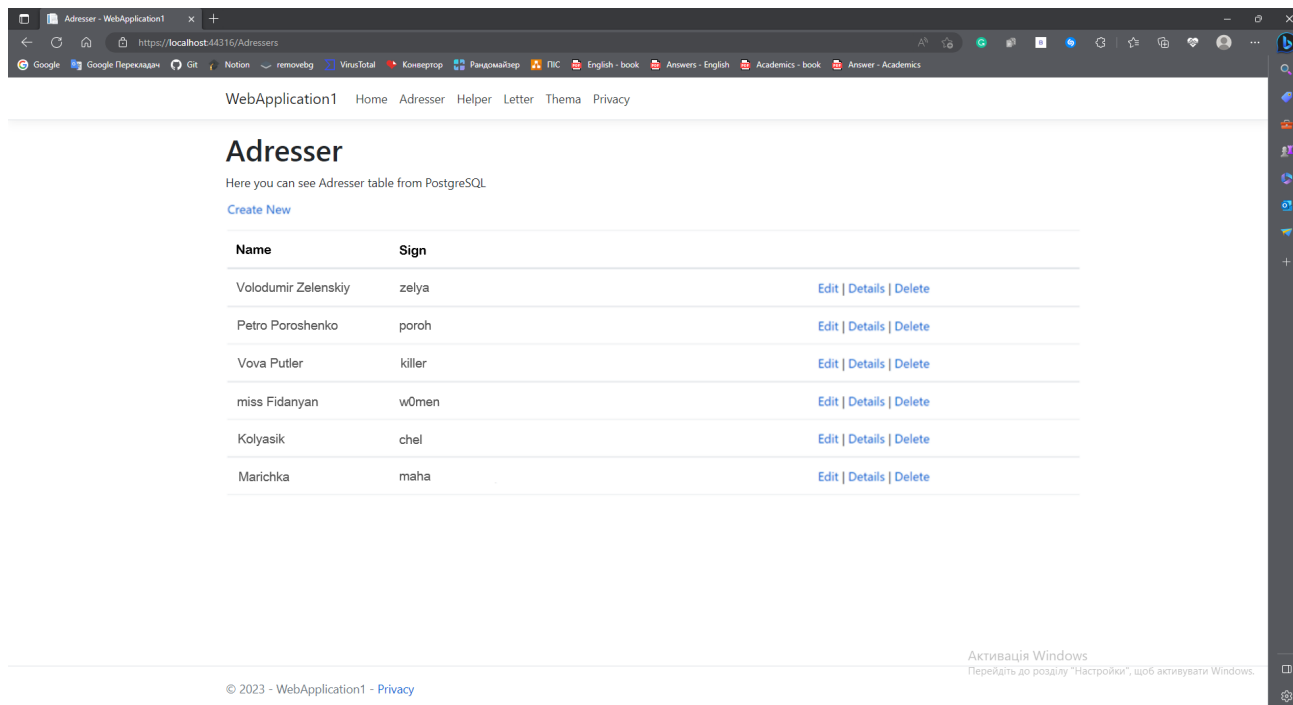 Adresser - WebApplication1
https://localhost:44316/Adressers
Google Google Перекладач Git Notion removebg VirusTotal Конвертор Рандомайзер ПІС English - book Answers - English Academics - book Answer - Academics
WebApplication1 Home Adresser Helper Letter Thema Privacy
Adresser
Here you can see Adresser table from PostgreSQL
Create New
Name Sign
Volodumir Zelenskiy zelya Edit | Details | Delete
Petro Poroshenko poroh Edit | Details | Delete
Vova Putler killer Edit | Details | Delete
miss Fidanyan w0men Edit | Details | Delete
Kolyasik chel Edit | Details | Delete
Marichka maha Edit | Details | Delete
Активація Windows
Перейдіть до розділу "Настройки", щоб активувати Windows.
© 2023 - WebApplication1 - Privacy